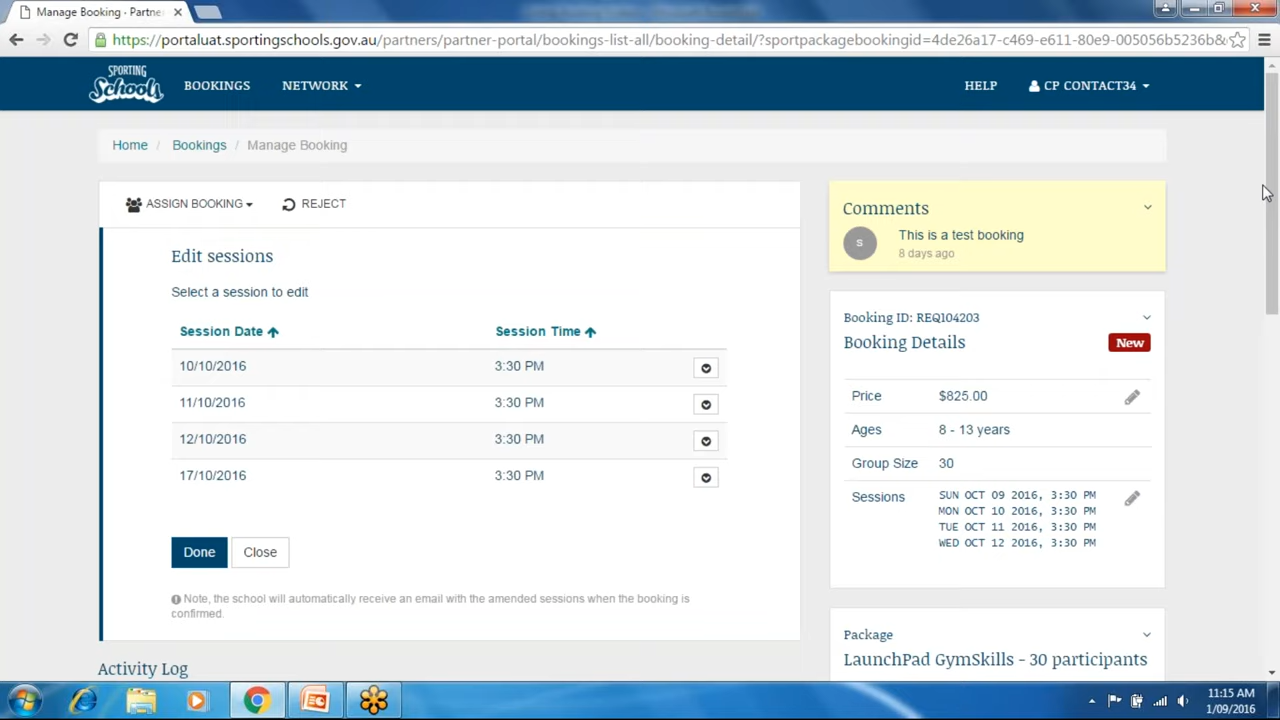 Manage Booking - Partne
https://portaluat.sportingschools.gov.au/partners/partner-portal/bookings-list-all/booking-detail/?sportpackagebookingid=4de26a17-c469-e611-80e9-005056b5236b&
SPORTING Schools
BOOKINGS NETWORK HELP CP CONTACT34
Home / Bookings / Manage Booking
ASSIGN BOOKING REJECT
Edit sessions
Select a session to edit
Session Date Session Time
10/10/2016 3:30 PM
11/10/2016 3:30 PM
12/10/2016 3:30 PM
17/10/2016 3:30 PM
Done Close
Note, the school will automatically receive an email with the amended sessions when the booking is
confirmed.
Activity Log
Comments
S
This is a test booking
8 days ago
Booking ID: REQ104203
Booking Details New
Price $825.00
Ages 8 - 13 years
Group Size 30
Sessions SUN OCT 09 2016, 3:30 PM
MON OCT 10 2016, 3:30 PM
TUE OCT 11 2016, 3:30 PM
WED OCT 12 2016, 3:30 PM
Package
LaunchPad GymSkills - 30 participants
11:15 AM
1/09/2016